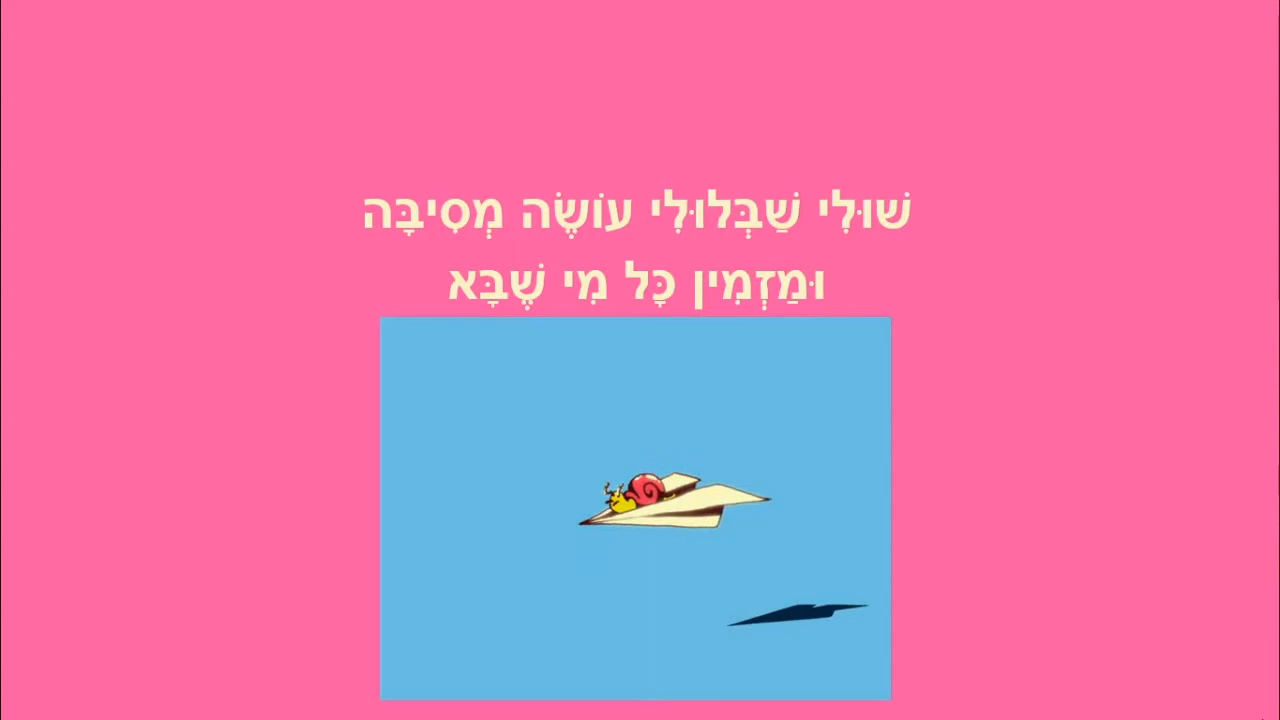 שׁוּלִי שַׁבְּלוּלִי עוֹשֶׂה מְסִיבָּה
וּמַזְמִין כָּל מִי שֶׁבָּא